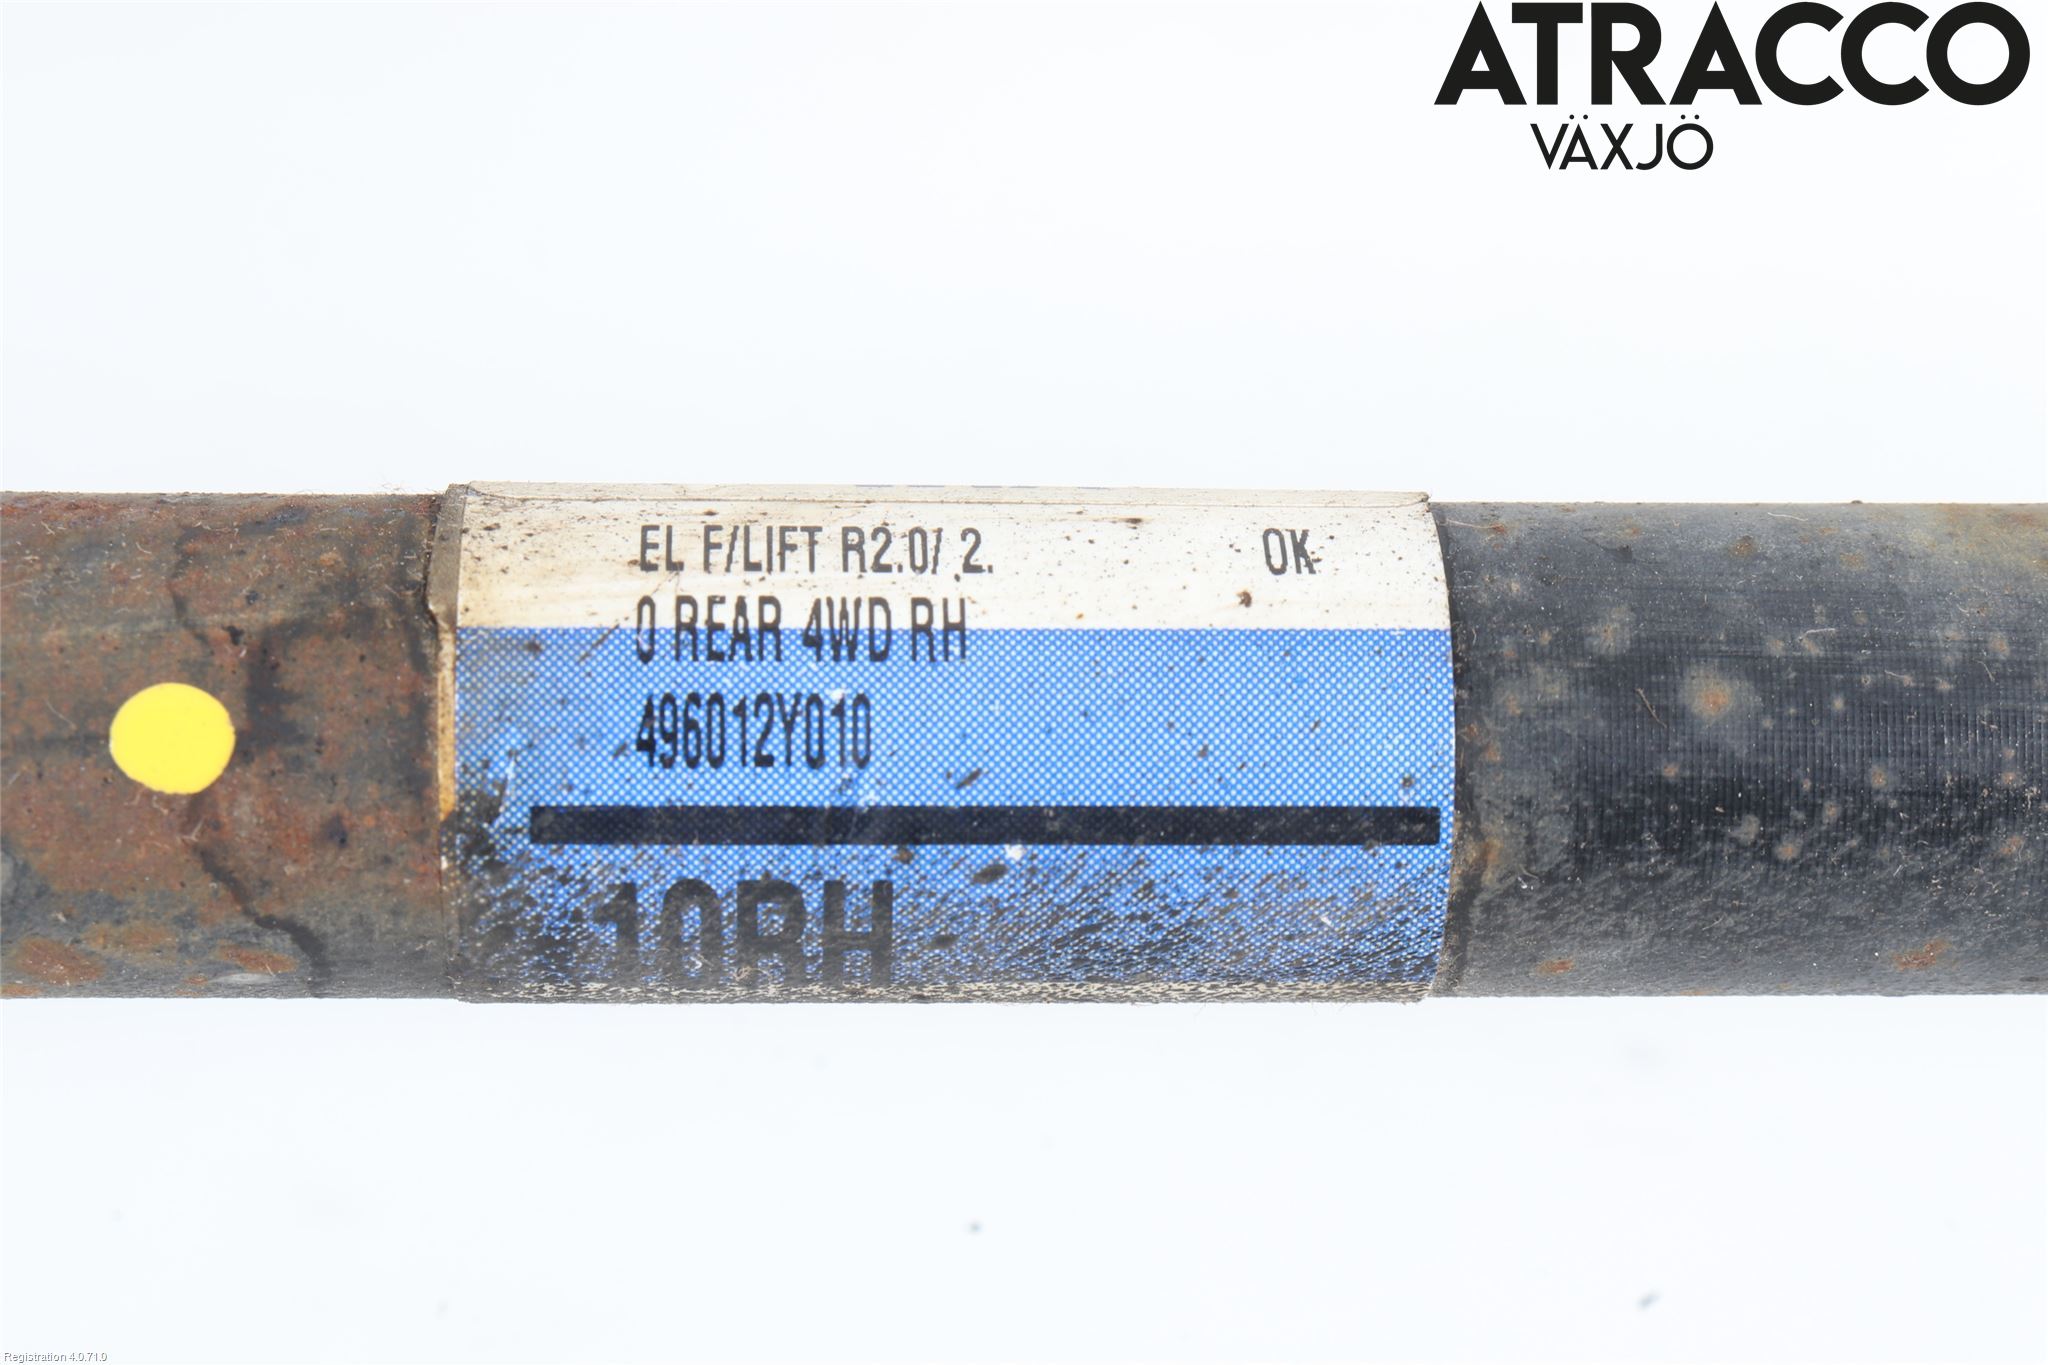 ATRACCO
VÄXJÖ
EL F/LIFT R2.0/ 2. OK
0 REAR 4WD RH
496012Y010
10RH
Registration 4.0.71.0